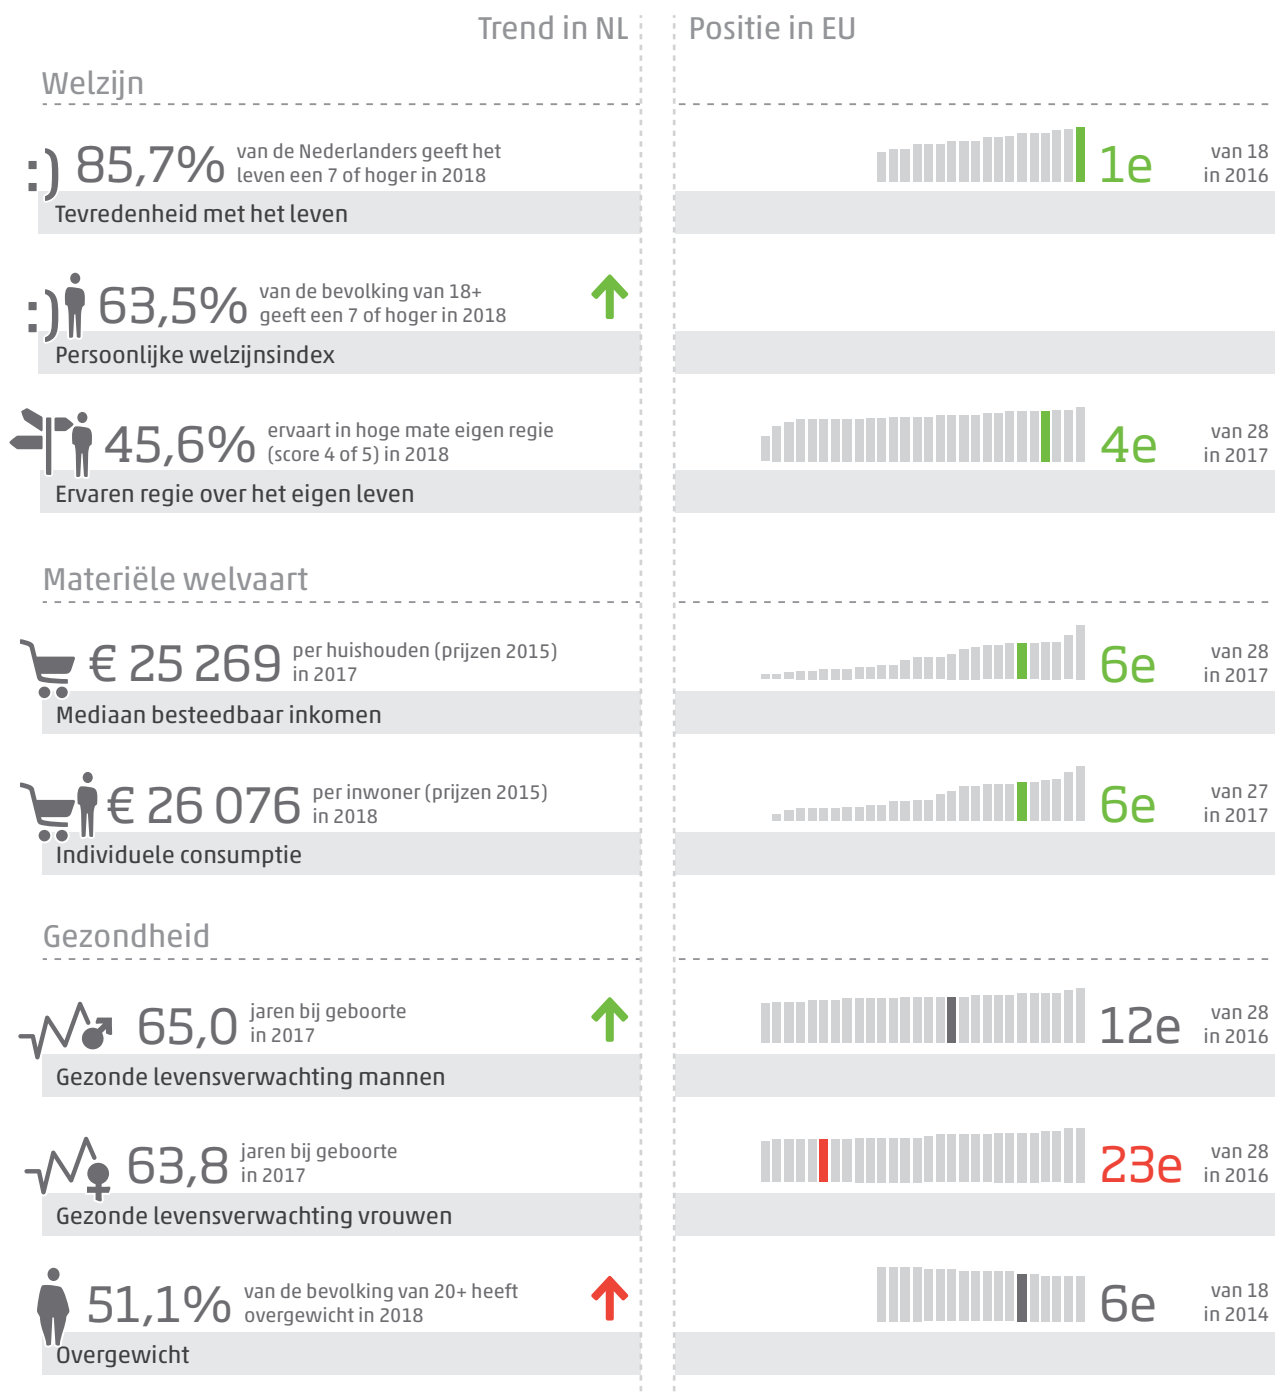 Trend in NL
Positie in EU
Welzijn
85,7%
van de Nederlanders geeft het
leven een 7 of hoger in 2018
1e
van 18
in 2016
Tevredenheid met het leven
63,5%
van de bevolking van 18+
geeft een 7 of hoger in 2018
Persoonlijke welzijnsindex
45,6%
ervaart in hoge mate eigen regie
(score 4 of 5) in 2018
4e
van 28
in 2017
Ervaren regie over het eigen leven
Materiële welvaart
€ 25 269
per huishouden (prijzen 2015)
in 2017
6e
van 28
in 2017
Mediaan besteedbaar inkomen
€ 26 076
per inwoner (prijzen 2015)
in 2018
6e
van 27
in 2017
Individuele consumptie
Gezondheid
65,0
jaren bij geboorte
in 2017
12e
van 28
in 2016
Gezonde levensverwachting mannen
63,8
jaren bij geboorte
in 2017
23e
van 28
in 2016
Gezonde levensverwachting vrouwen
51,1%
van de bevolking van 20+ heeft
overgewicht in 2018
6e
van 18
in 2014
Overgewicht